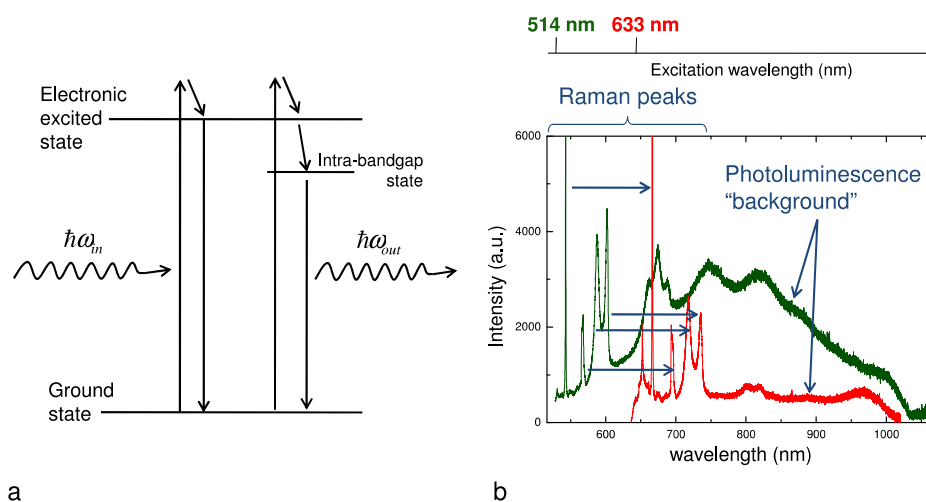 Electronic
excited
state
Intra-bandgap
state
ħω_in
ħω_out
Ground
state
a
514 nm
633 nm
Excitation wavelength (nm)
Raman peaks
6000
4000
2000
0
Intensity (a.u.)
Photoluminescence
“background”
600
700
800
900
1000
wavelength (nm)
b